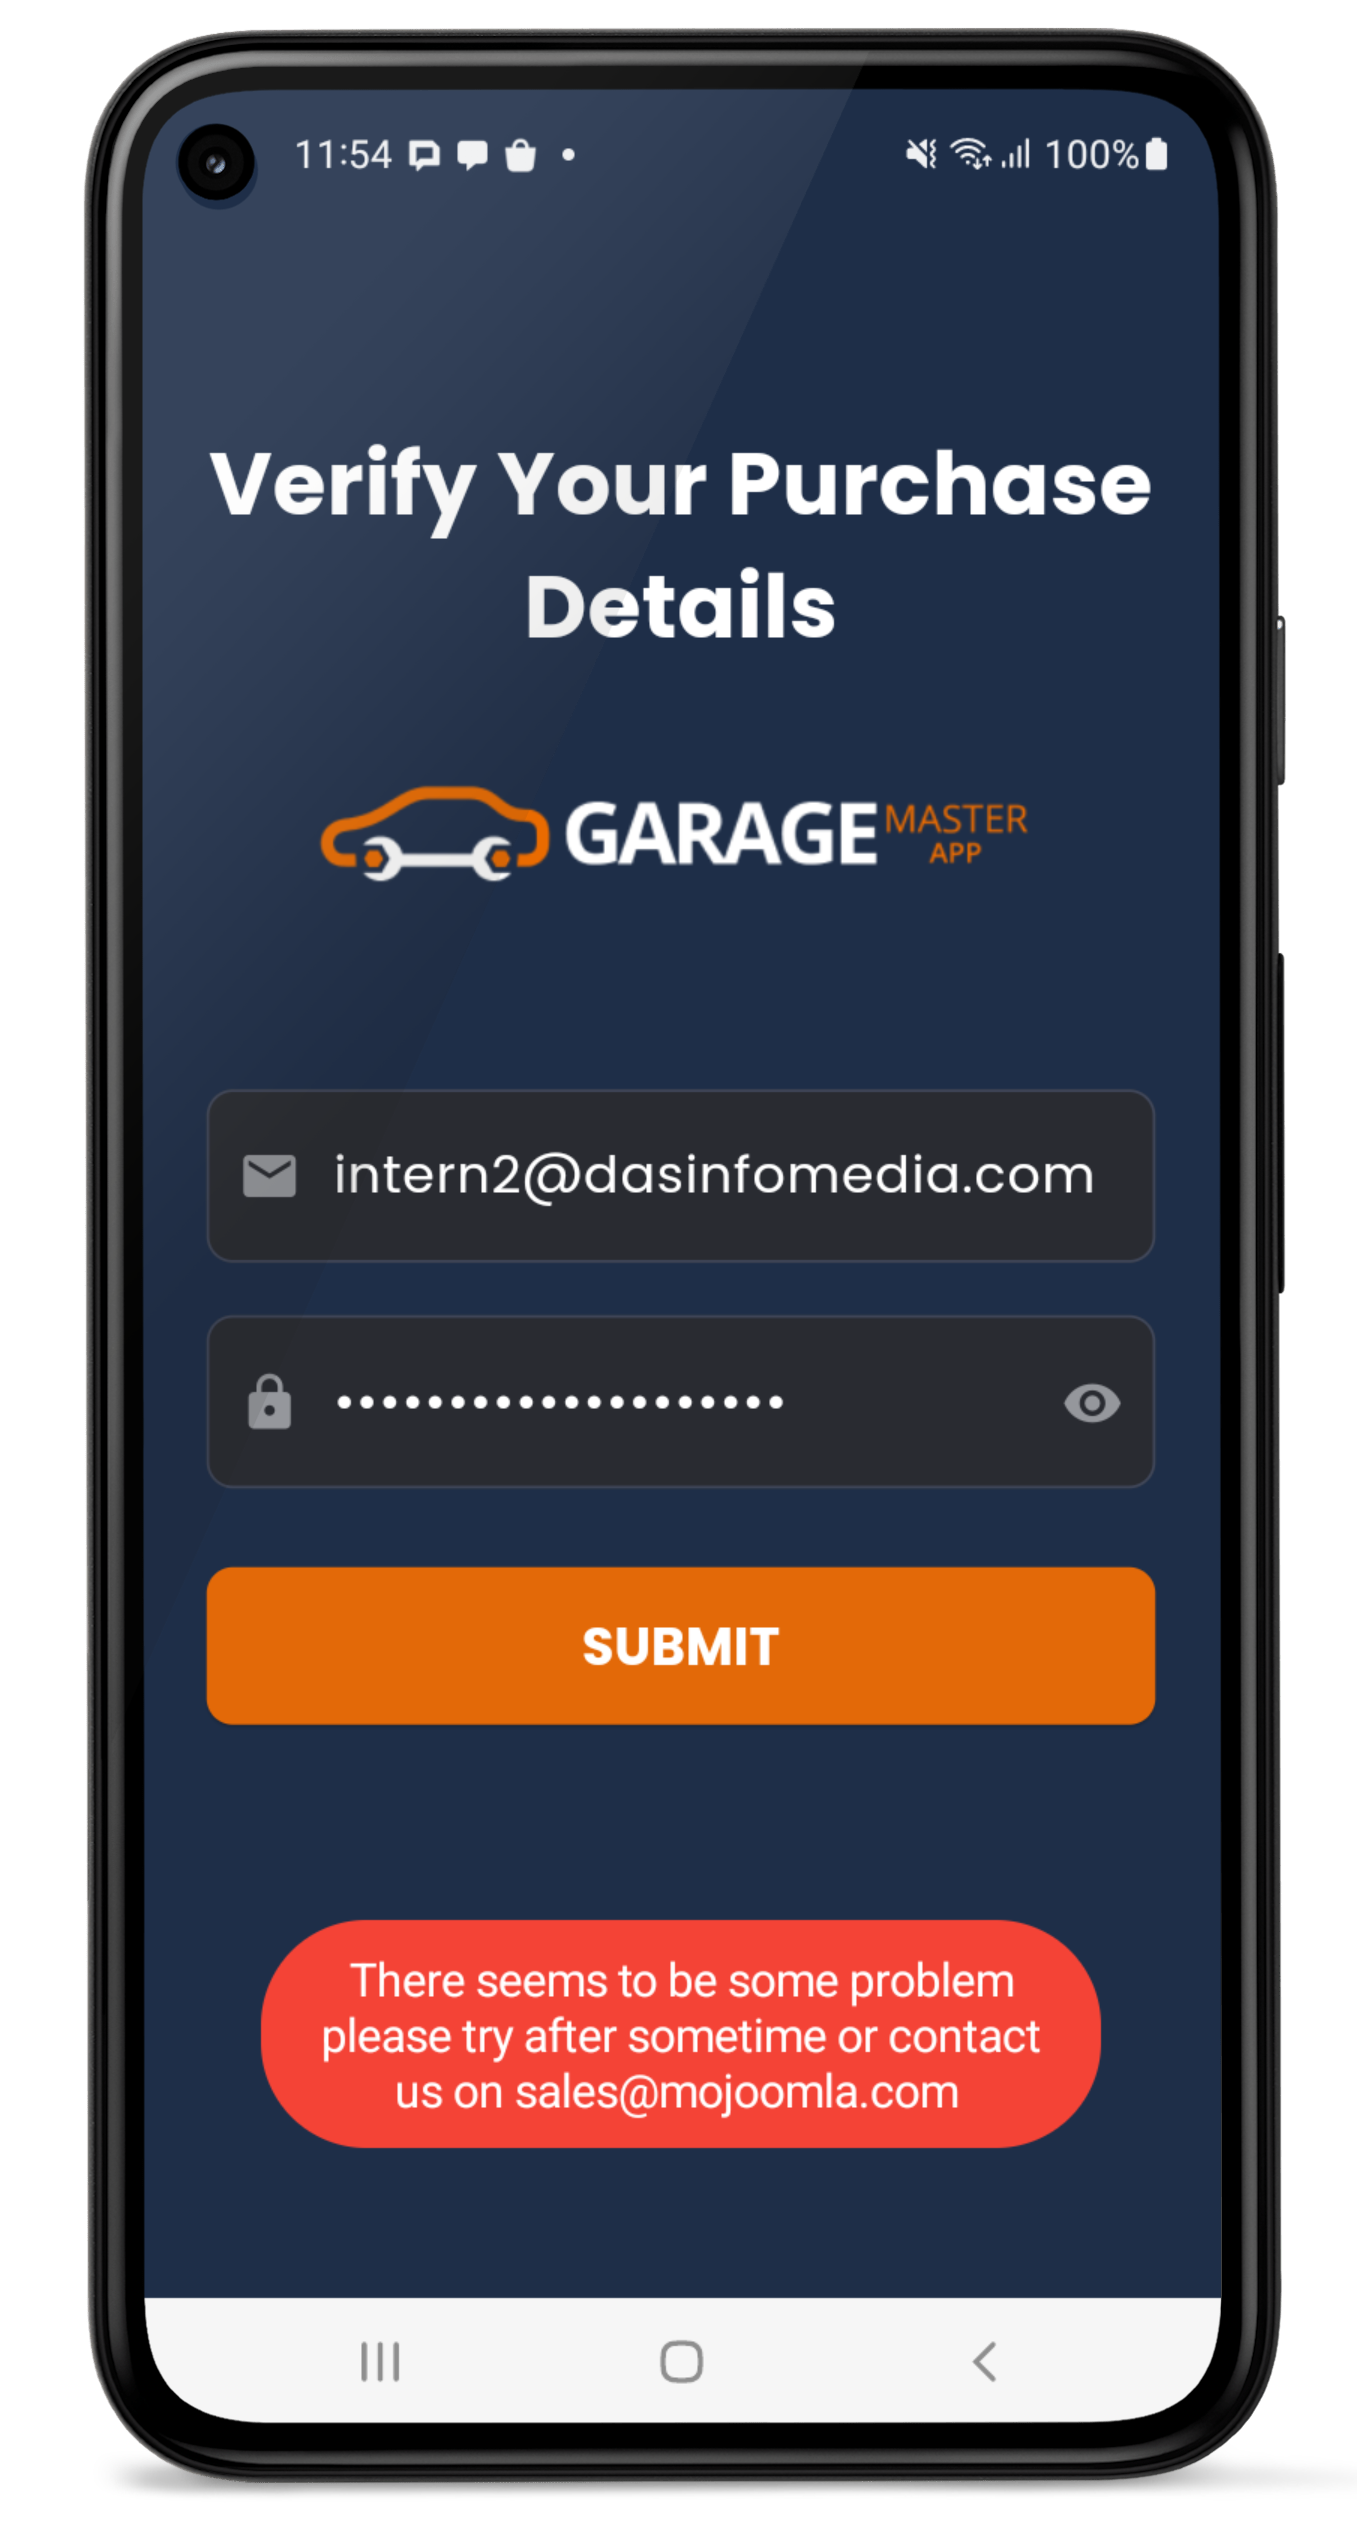 11:54
100%
Verify Your Purchase
Details
GARAGE MASTER
APP
intern2@dasinfomedia.com
••••••••••••••••••••
SUBMIT
There seems to be some problem
please try after sometime or contact
us on sales@mojoomla.com